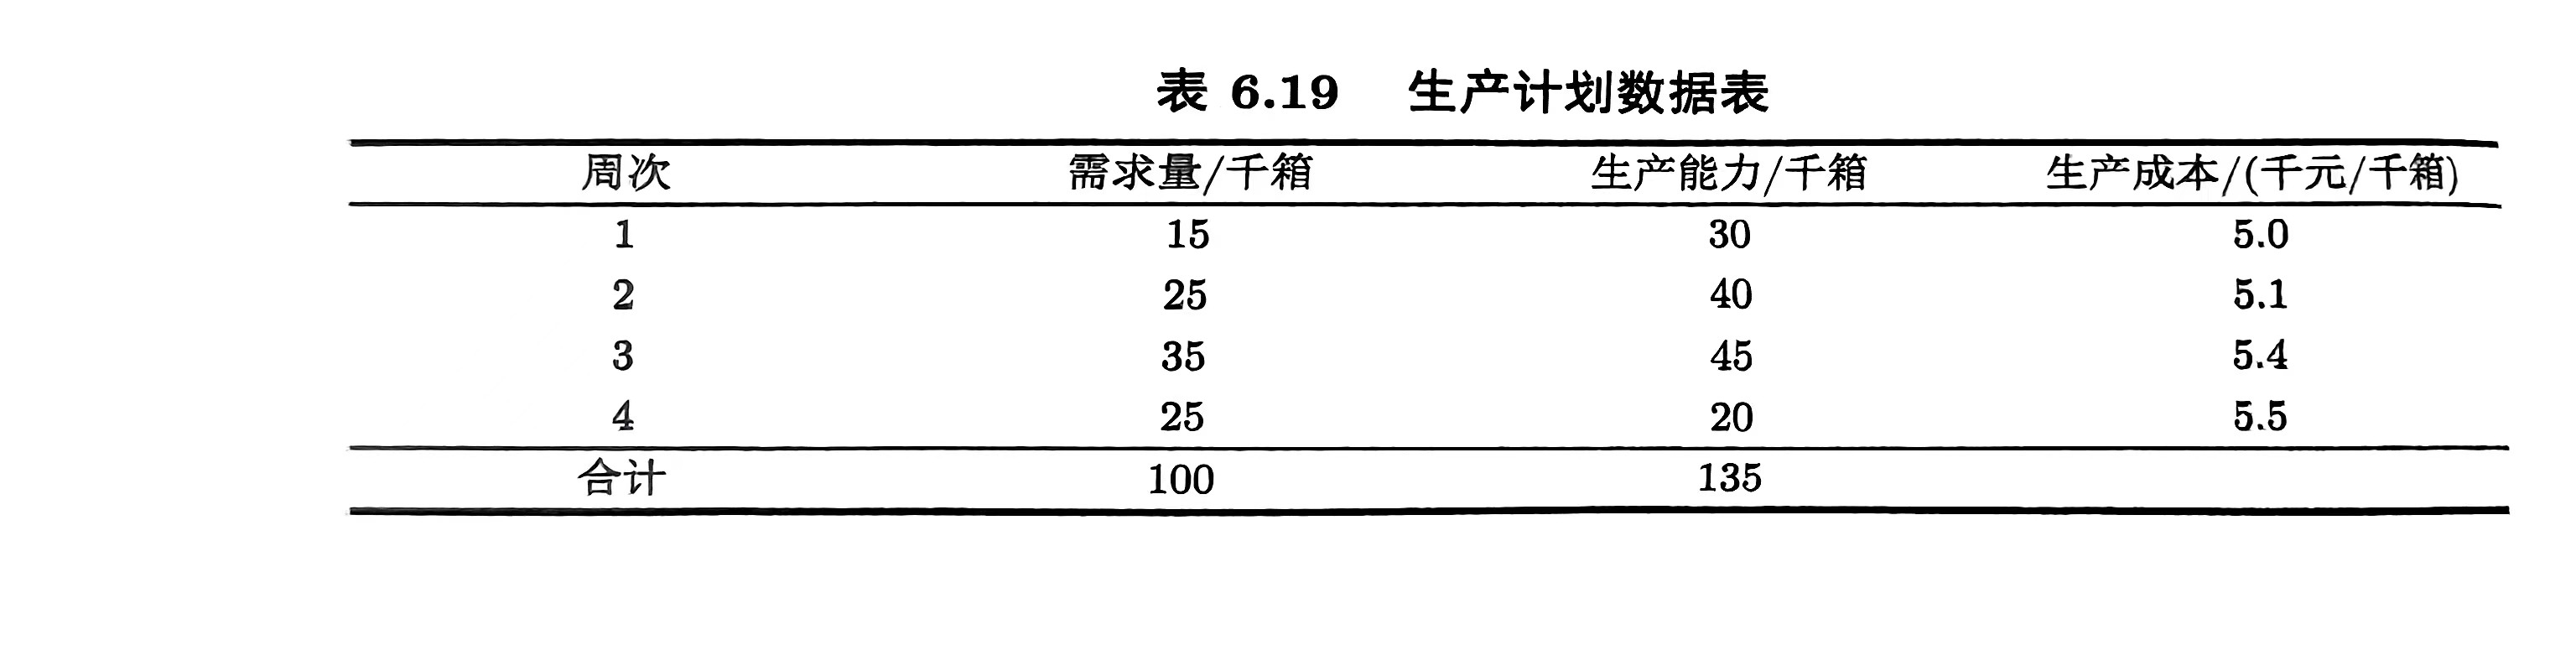 表 6.19 生产计划数据表
周次 需求量/千箱 生产能力/千箱 生产成本/(千元/千箱)
1 15 30 5.0
2 25 40 5.1
3 35 45 5.4
4 25 20 5.5
合计 100 135